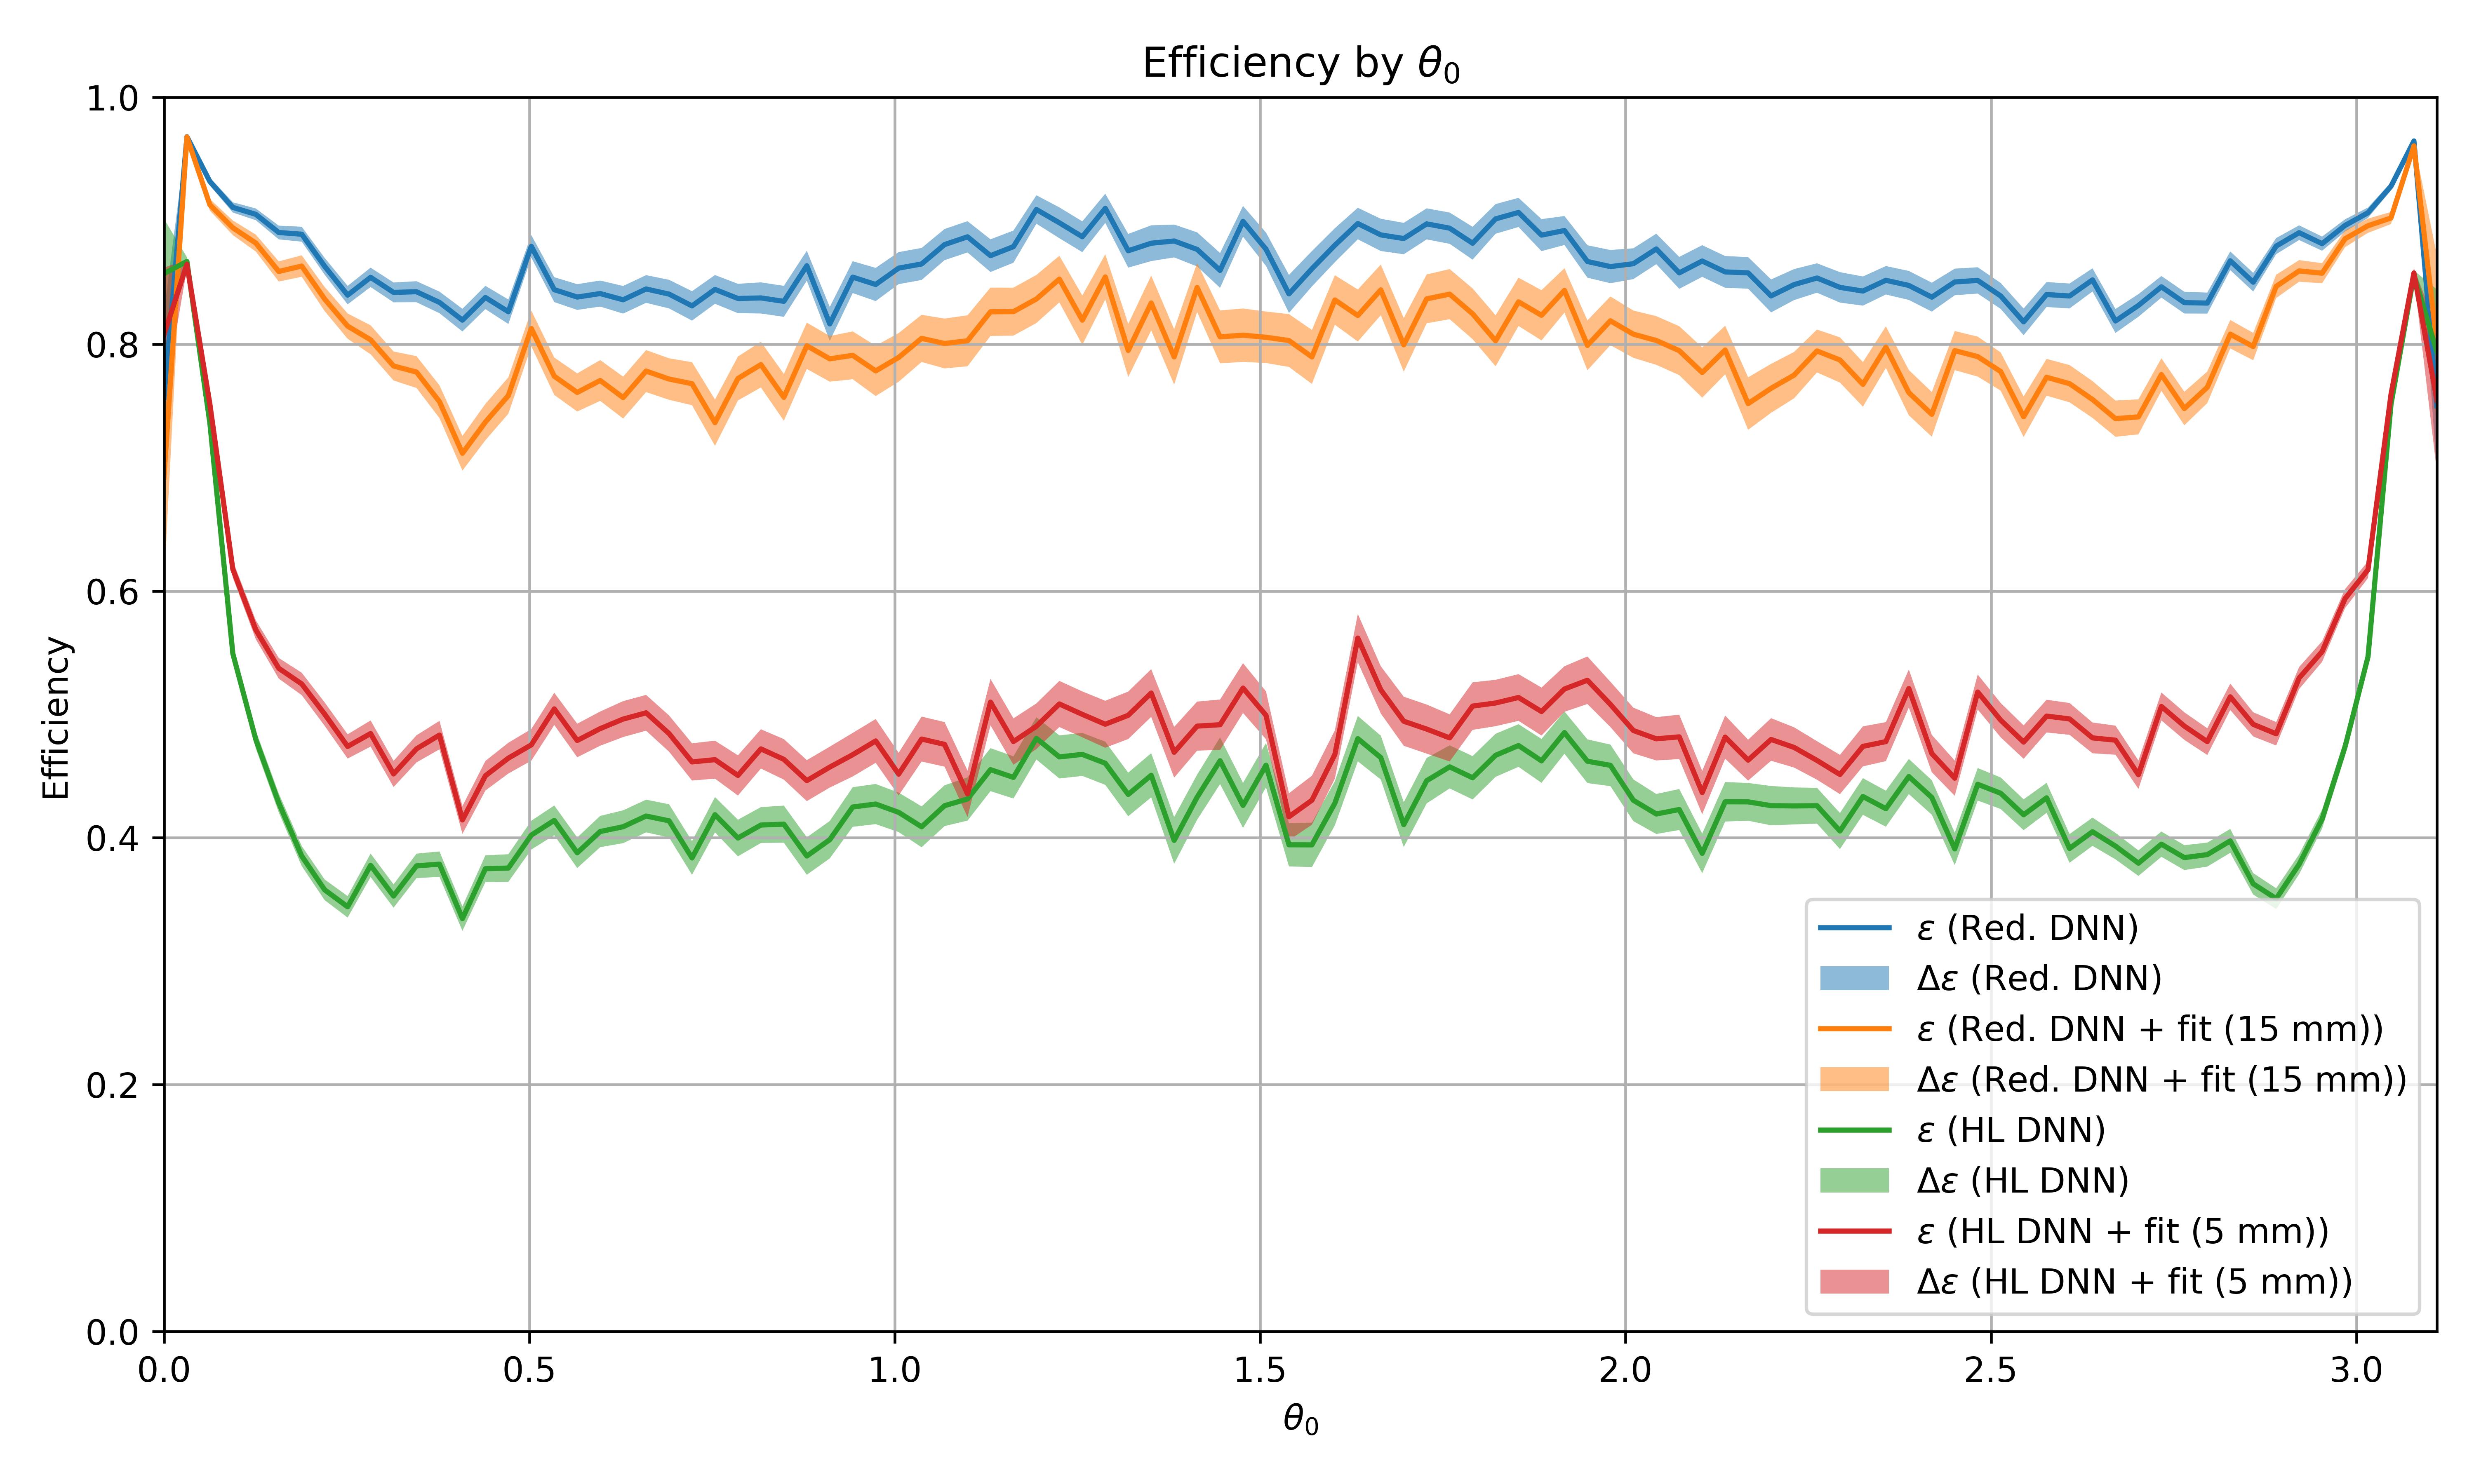 Efficiency by θ₀
1.0
0.8
0.6
0.4
0.2
0.0
Efficiency
0.0 0.5 1.0 1.5 2.0 2.5 3.0
θ₀
ε (Red. DNN)
Δε (Red. DNN)
ε (Red. DNN + fit (15 mm))
Δε (Red. DNN + fit (15 mm))
ε (HL DNN)
Δε (HL DNN)
ε (HL DNN + fit (5 mm))
Δε (HL DNN + fit (5 mm))